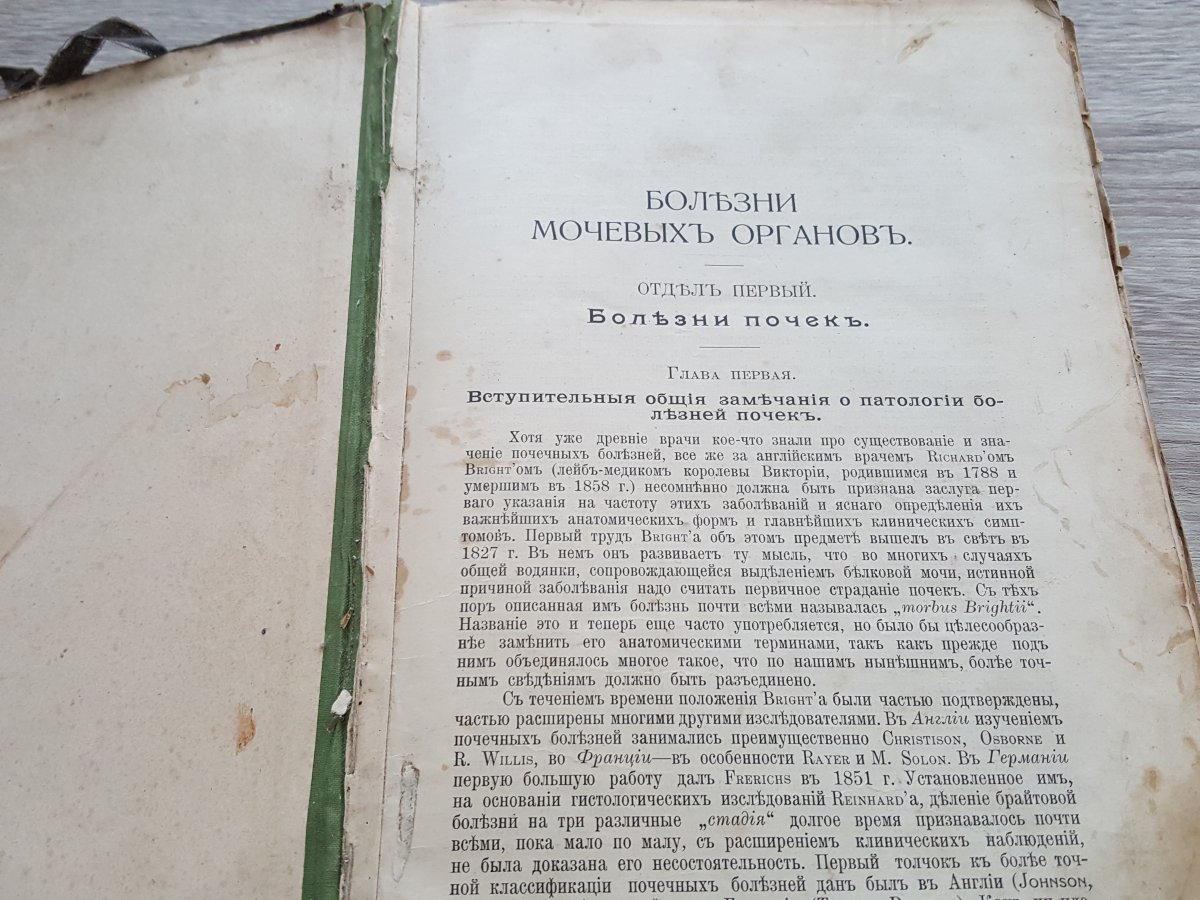 БОЛѢЗНИ
МОЧЕВЫХЪ ОРГАНОВЪ.
ОТДѢЛЪ ПЕРВЫЙ.
Болѣзни почекъ.
Глава первая.
Вступительныя общія замѣчанія о патологіи бо-
лѣзней почекъ.
Хотя уже древніе врачи кое-что знали про существованіе и зна-
ченіе почечныхъ болѣзней, все же за англійскимъ врачемъ Richard'омъ
Bright'омъ (лейбъ-медикомъ королевы Викторіи, родившимся въ 1788 и
умершимъ въ 1858 г.) несомнѣнно должна быть признана заслуга пер-
ваго указанія на частоту этихъ заболѣваній и яснаго опредѣленія ихъ
важнѣйшихъ анатомическихъ формъ и главнѣйшихъ клиническихъ симп-
томовъ. Первый трудъ Bright'а объ этомъ предметѣ вышелъ въ свѣтъ въ
1827 г. Въ немъ онъ развиваетъ ту мысль, что во многихъ случаяхъ
общей водянки, сопровождающейся выдѣленіемъ бѣлковой мочи, истинной
причиной заболѣванія надо считать первичное страданіе почекъ. Съ тѣхъ
поръ описанная имъ болѣзнь почти всѣми называлась „morbus Brightii“.
Названіе это и теперь еще часто употребляется, но было бы цѣлесообраз-
нѣе замѣнить его анатомическими терминами, такъ какъ прежде подъ
нимъ объединялось многое такое, что по нашимъ нынѣшнимъ, болѣе точ-
нымъ свѣдѣніямъ должно быть разъединено.
Съ теченіемъ времени положенія Bright'а были частью подтверждены,
частью расширены многими другими изслѣдователями. Въ Англіи изученіемъ
почечныхъ болѣзней занимались преимущественно Christison, Osborne и
R. Willis, во Франціи—въ особенности Rayer и M. Solon. Въ Германіи
первую большую работу далъ Frerichs въ 1851 г. Установленное имъ,
на основаніи гистологическихъ изслѣдованій Reinhard'а, дѣленіе брайтовой
болѣзни на три различные „стадія“ долгое время признавалось почти
всѣми, пока мало по малу, съ расширеніемъ клиническихъ наблюденій,
не была доказана его несостоятельность. Первый толчокъ къ болѣе точ-
ной классификаціи почечныхъ болѣзней данъ былъ въ Англіи (Johnson,